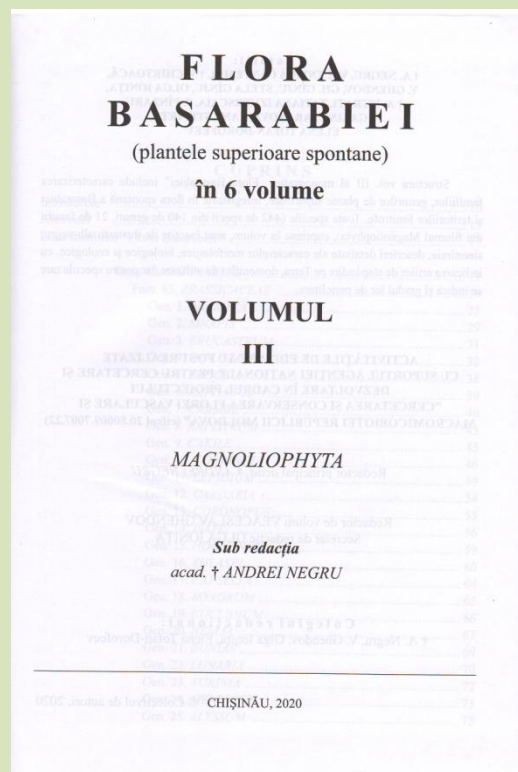 FLORA
BASARABIEI
(plantele superioare spontane)
în 6 volume
VOLUMUL
III
MAGNOLIOPHYTA
Sub redacția
acad. † ANDREI NEGRU
CHIȘINĂU, 2020